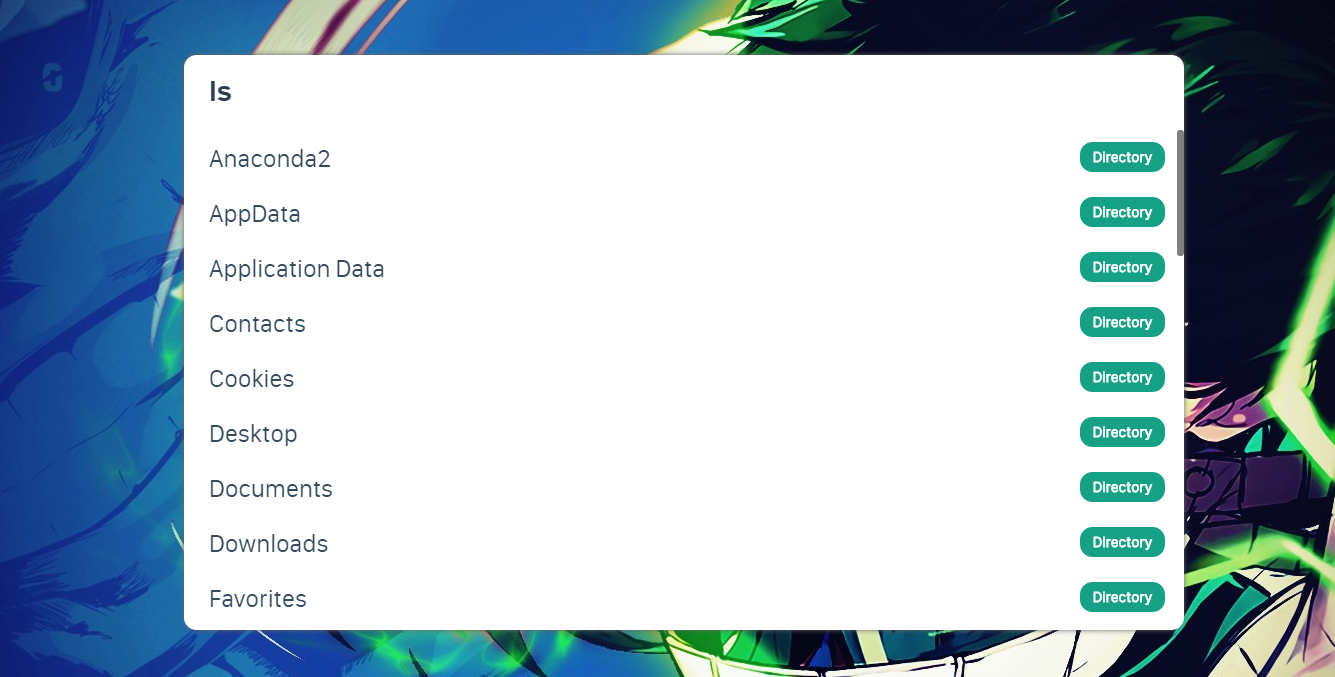 ls
Anaconda2 Directory
AppData Directory
Application Data Directory
Contacts Directory
Cookies Directory
Desktop Directory
Documents Directory
Downloads Directory
Favorites Directory